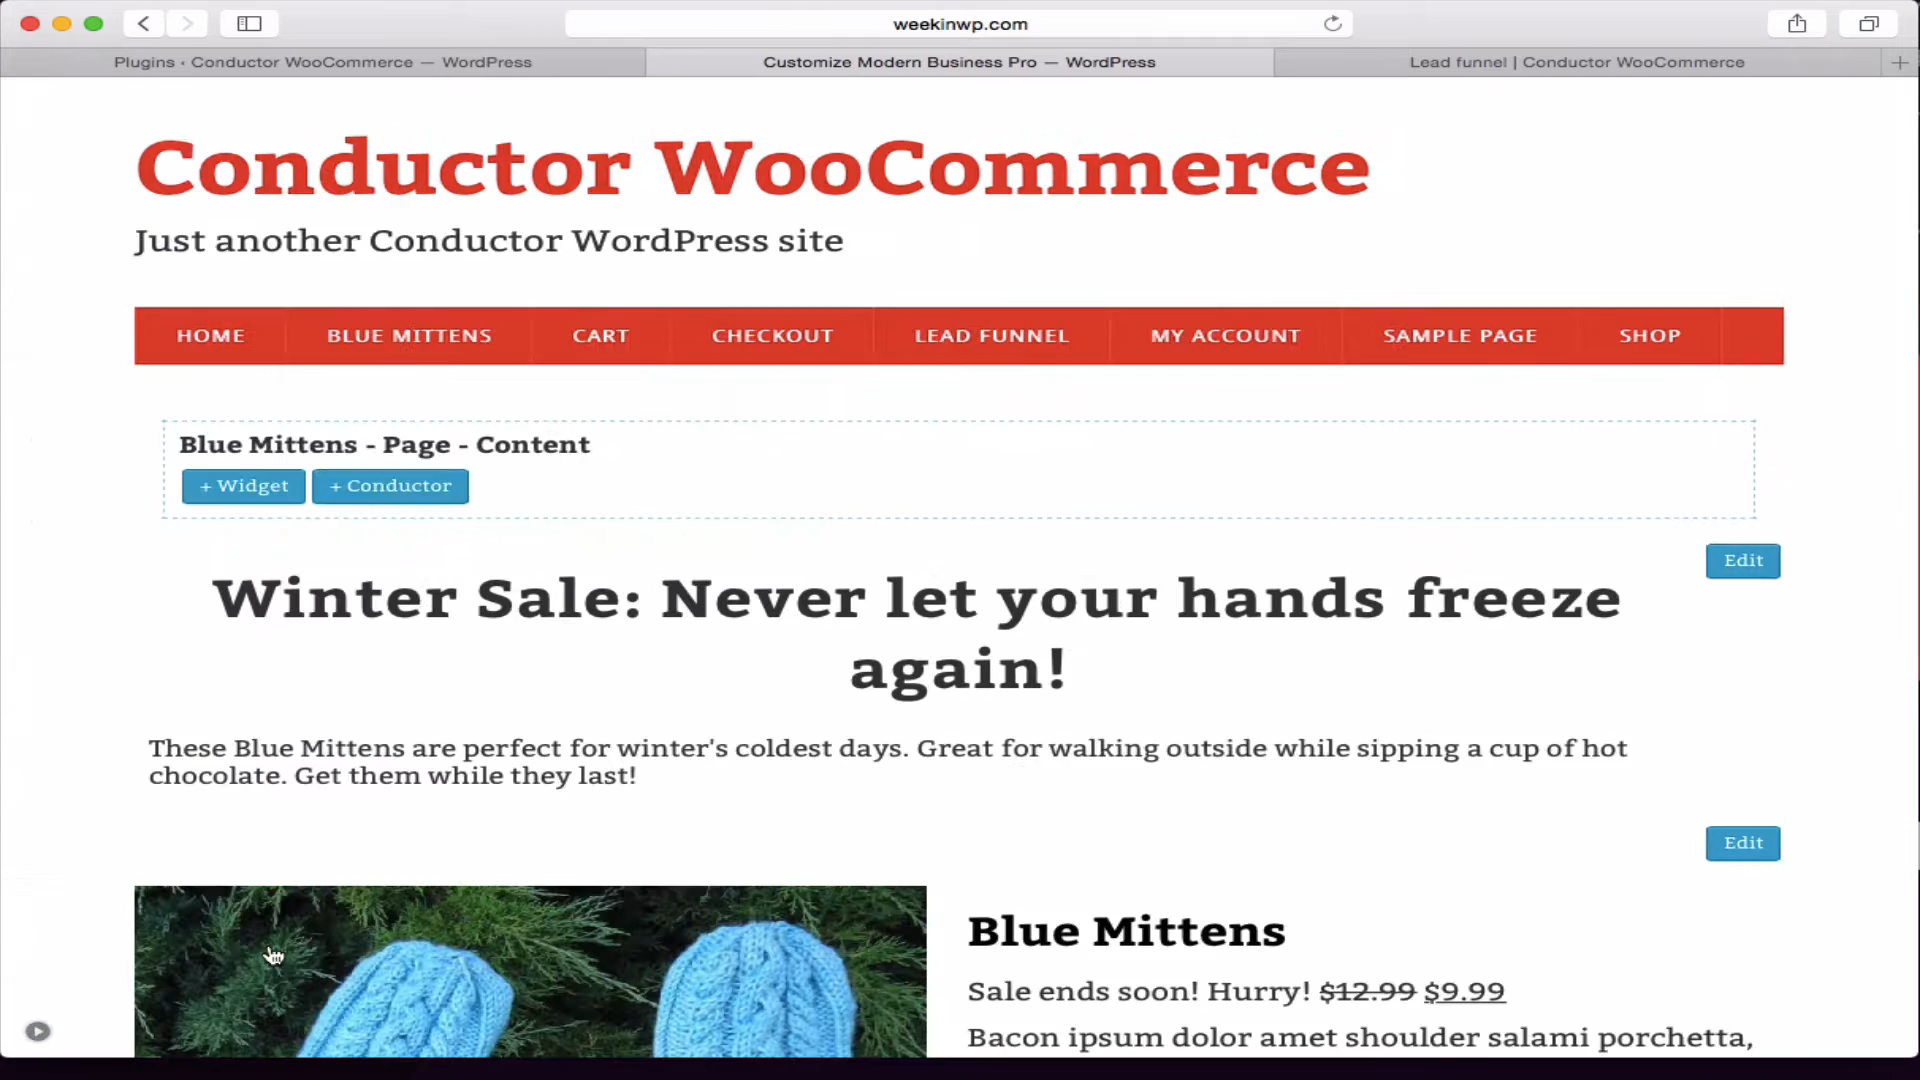 weekinwp.com
Plugins • Conductor WooCommerce — WordPress
Customize Modern Business Pro — WordPress
Lead funnel | Conductor WooCommerce
Conductor WooCommerce
Just another Conductor WordPress site
HOME BLUE MITTENS CART CHECKOUT LEAD FUNNEL MY ACCOUNT SAMPLE PAGE SHOP
Blue Mittens - Page - Content
+ Widget + Conductor
Edit
Winter Sale: Never let your hands freeze
again!
These Blue Mittens are perfect for winter's coldest days. Great for walking outside while sipping a cup of hot
chocolate. Get them while they last!
Edit
Blue Mittens
Sale ends soon! Hurry! $12.99 $9.99
Bacon ipsum dolor amet shoulder salami porchetta,